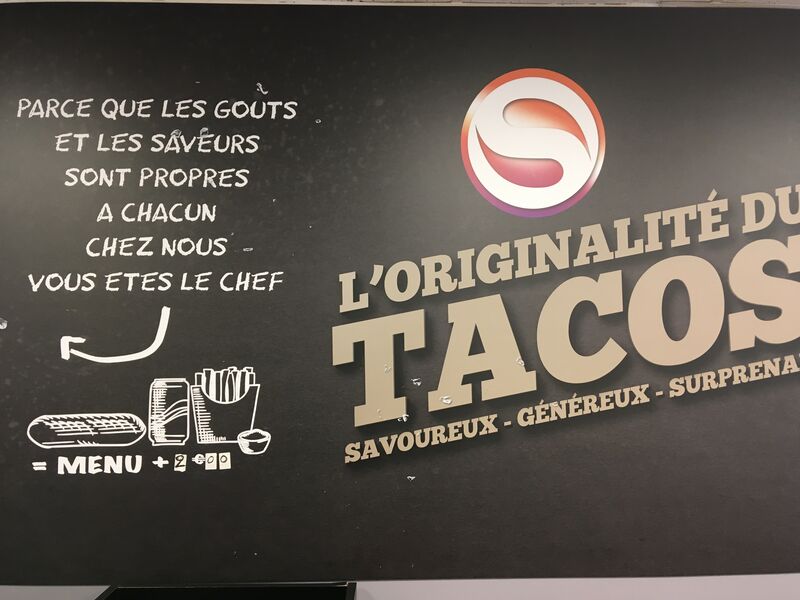 PARCE QUE LES GOUTS
ET LES SAVEURS
SONT PROPRES
A CHACUN
CHEZ NOUS
VOUS ETES LE CHEF
= MENU + 2 €00
S
L'ORIGINALITÉ DU
TACOS
SAVOUREUX - GÉNÉREUX - SURPRENA